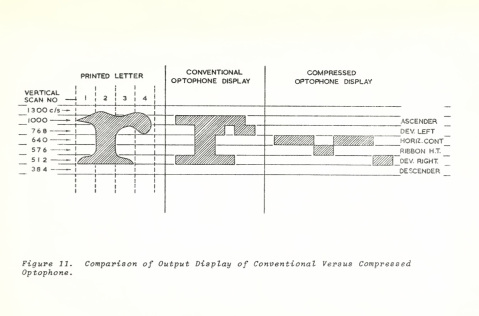 PRINTED LETTER
CONVENTIONAL
OPTOPHONE DISPLAY
COMPRESSED
OPTOPHONE DISPLAY
VERTICAL
SCAN NO
1 2 3 4
1300 c/s
1000
ASCENDER
768
DEV. LEFT
640
HORIZ. CONT
576
RIBBON H.T.
512
DEV. RIGHT.
384
DESCENDER
Figure II. Comparison of Output Display of Conventional Versus Compressed
Optophone.